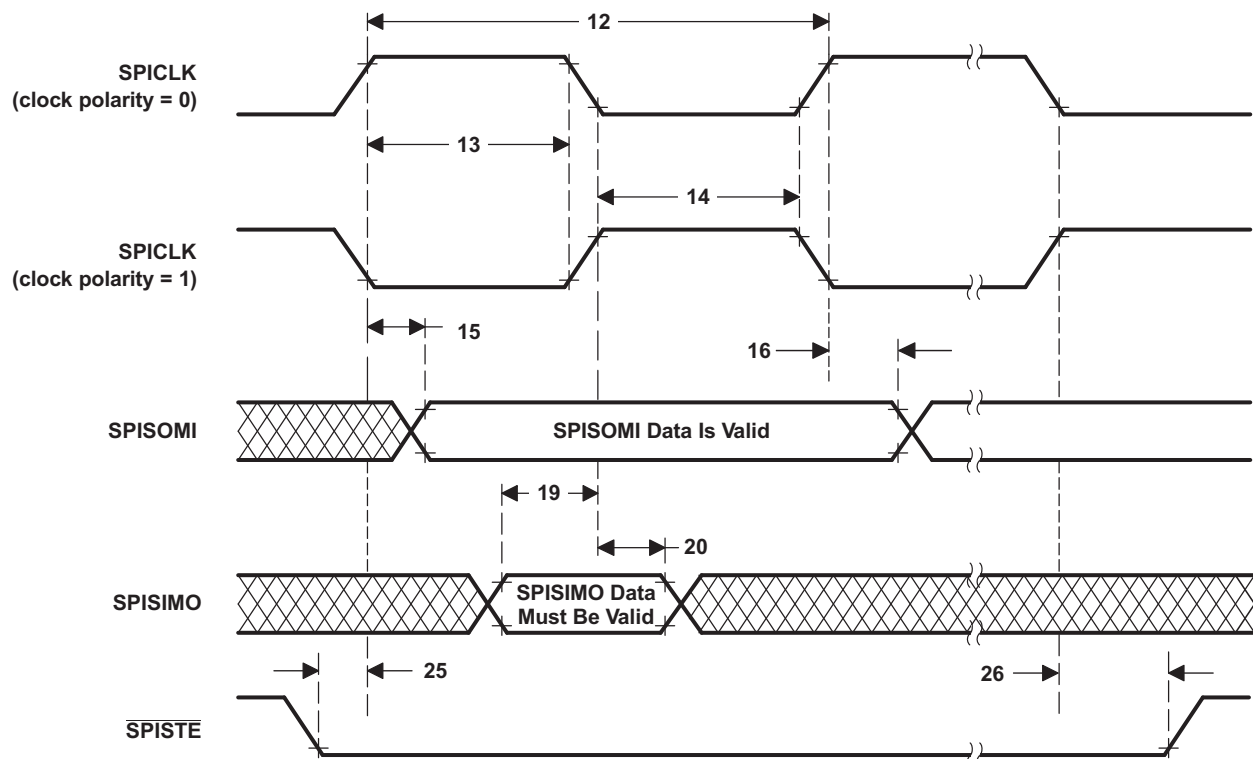 12
SPICLK
(clock polarity = 0)
13
14
SPICLK
(clock polarity = 1)
15
16
SPISOMI
SPISOMI Data Is Valid
19
20
SPISIMO
SPISIMO Data
Must Be Valid
25
26
SPISTE